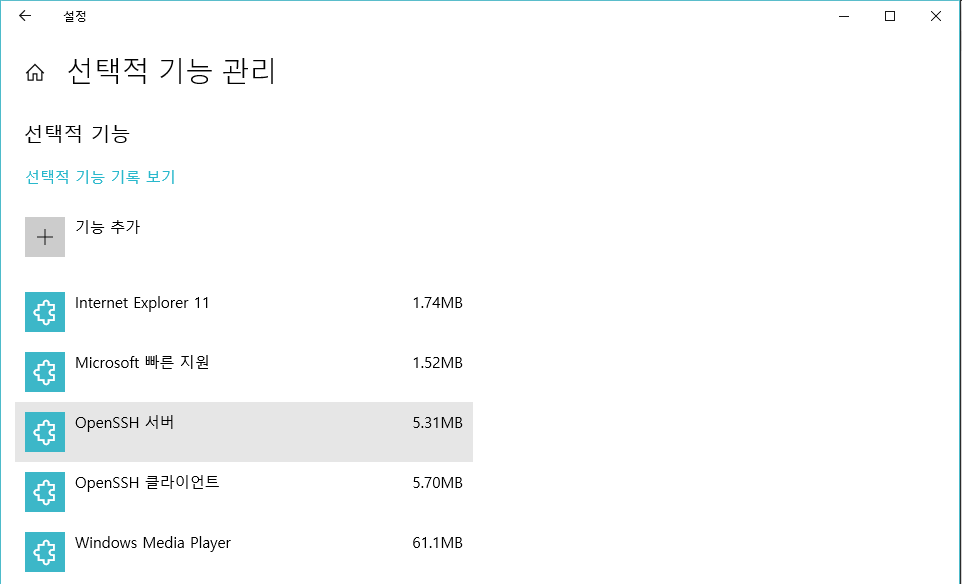 설정
선택적 기능 관리
선택적 기능
선택적 기능 기록 보기
기능 추가
Internet Explorer 11 1.74MB
Microsoft 빠른 지원 1.52MB
OpenSSH 서버 5.31MB
OpenSSH 클라이언트 5.70MB
Windows Media Player 61.1MB